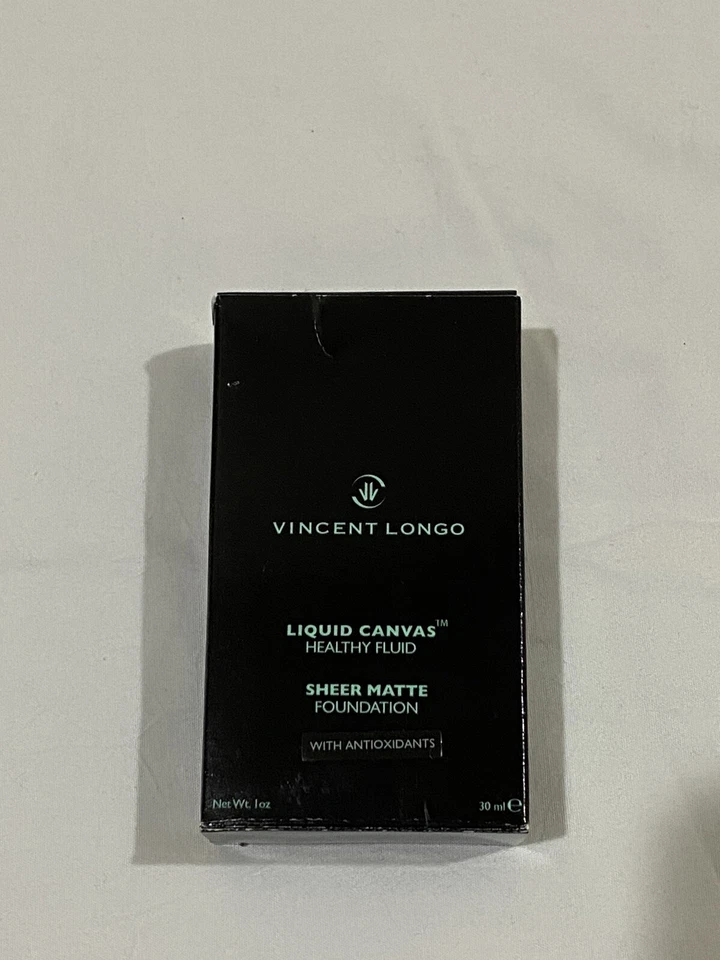 VINCENT LONGO
LIQUID CANVAS™
HEALTHY FLUID
SHEER MATTE
FOUNDATION
WITH ANTIOXIDANTS
Net Wt. 1oz
30 ml ℮